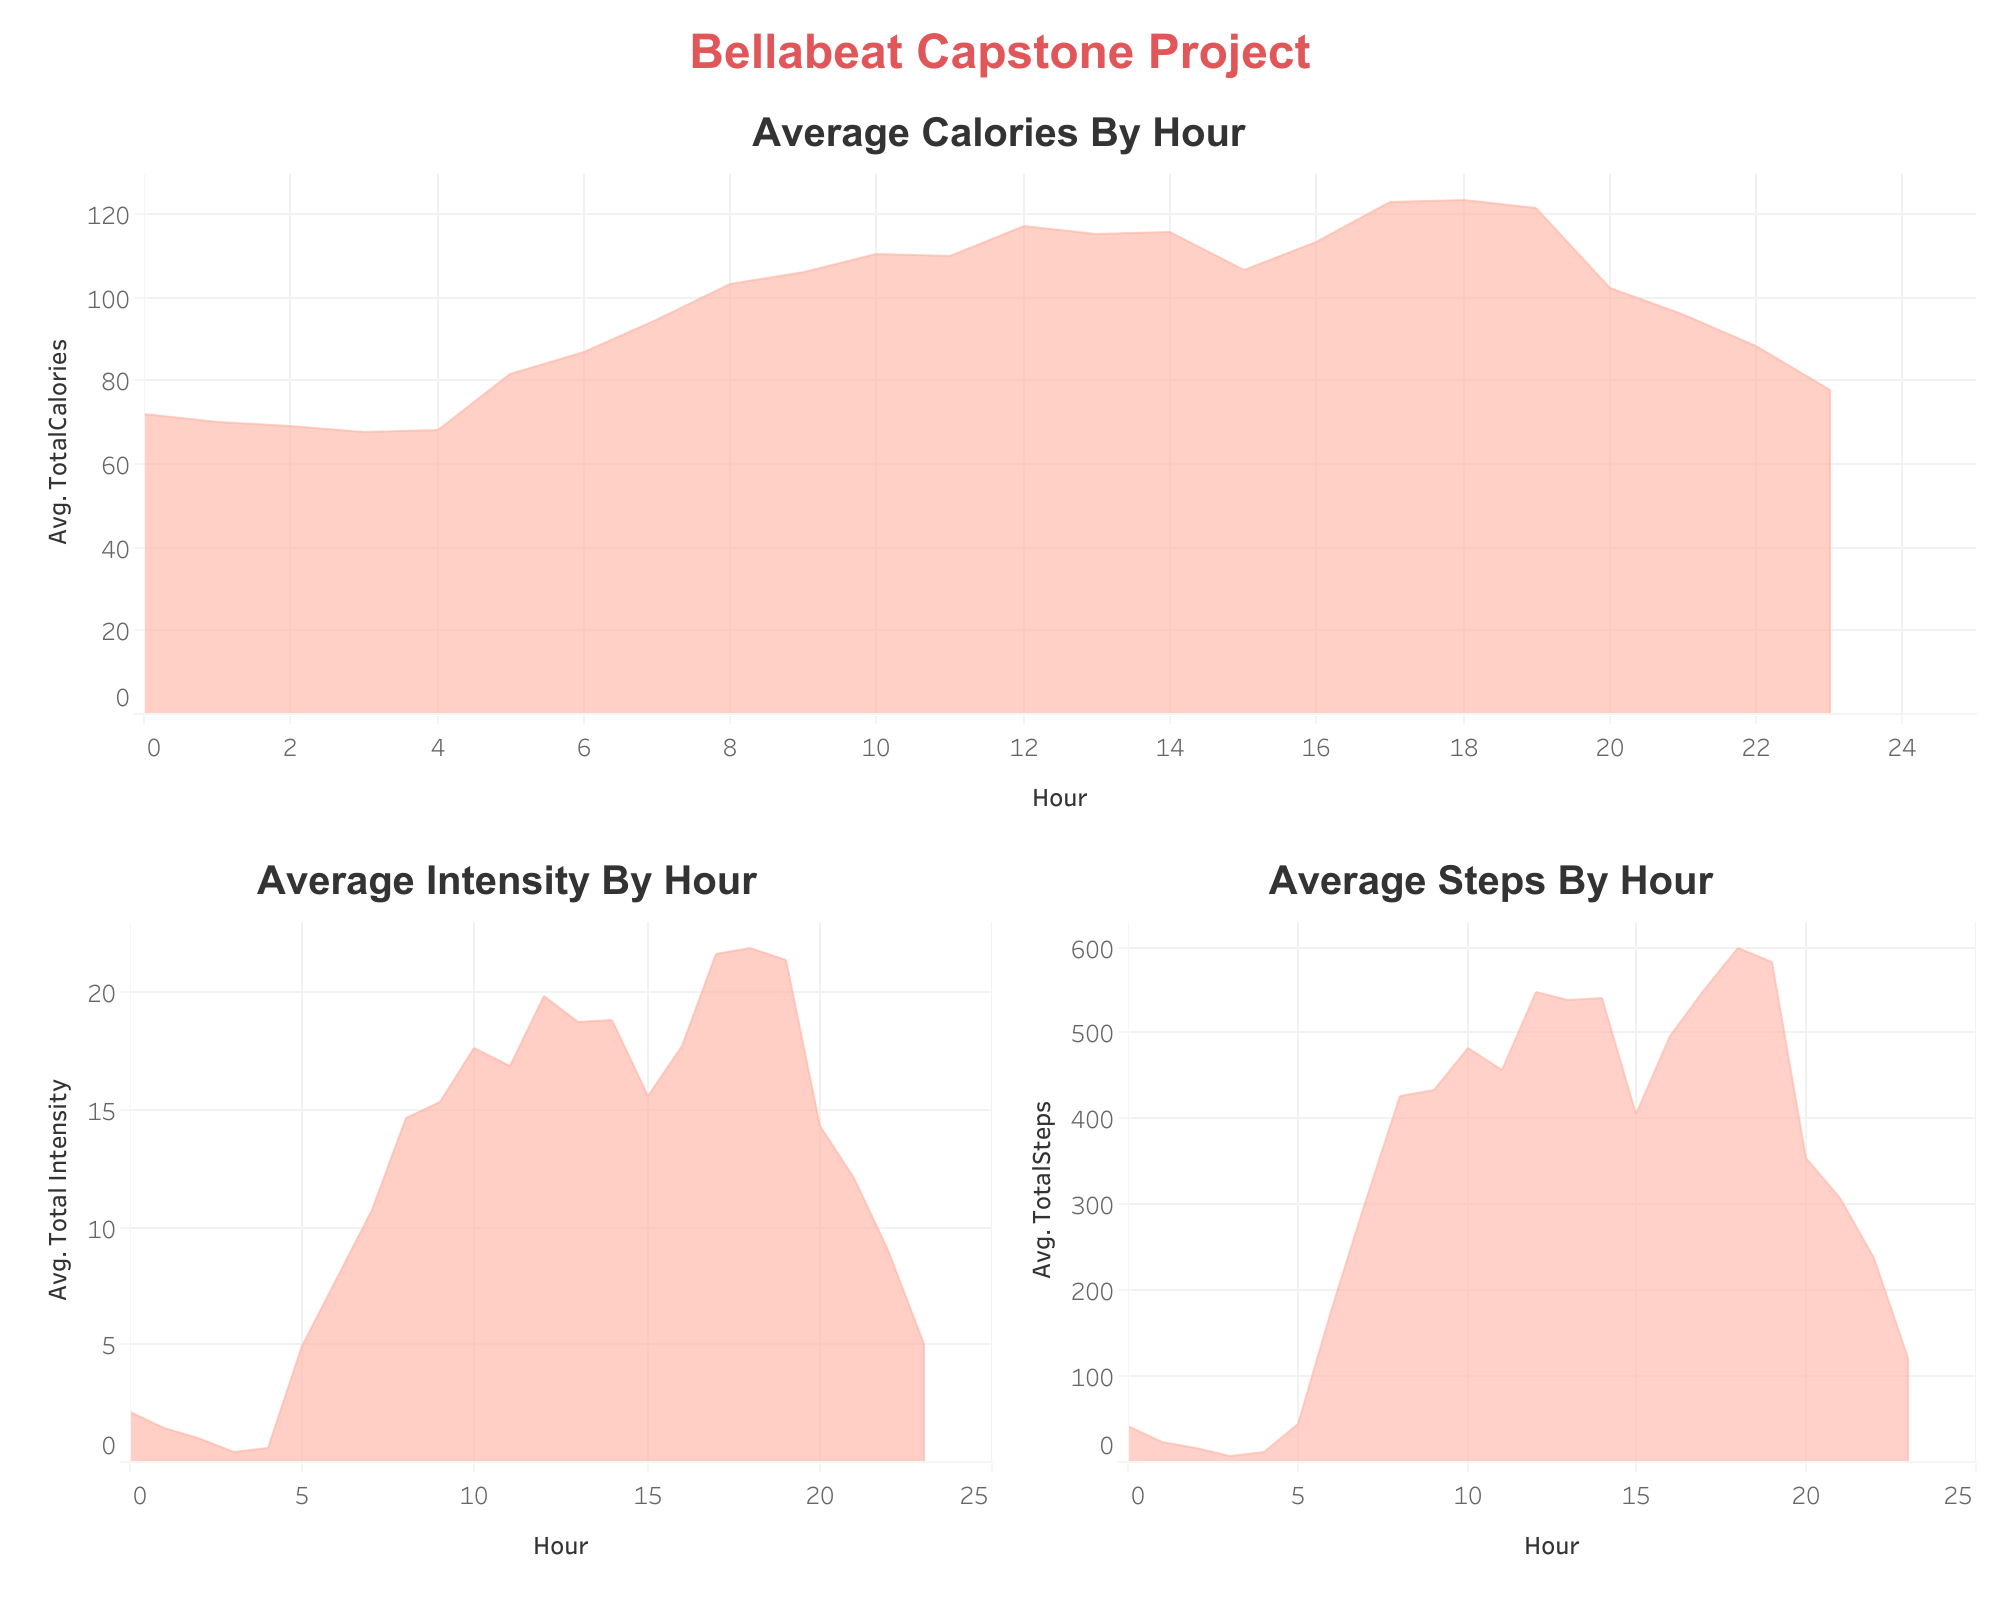 Bellabeat Capstone Project
Average Calories By Hour
Avg. TotalCalories
120
100
80
60
40
20
0
0 2 4 6 8 10 12 14 16 18 20 22 24
Hour
Average Intensity By Hour
Avg. Total Intensity
20
15
10
5
0
0 5 10 15 20 25
Hour
Average Steps By Hour
Avg. TotalSteps
600
500
400
300
200
100
0
0 5 10 15 20 25
Hour